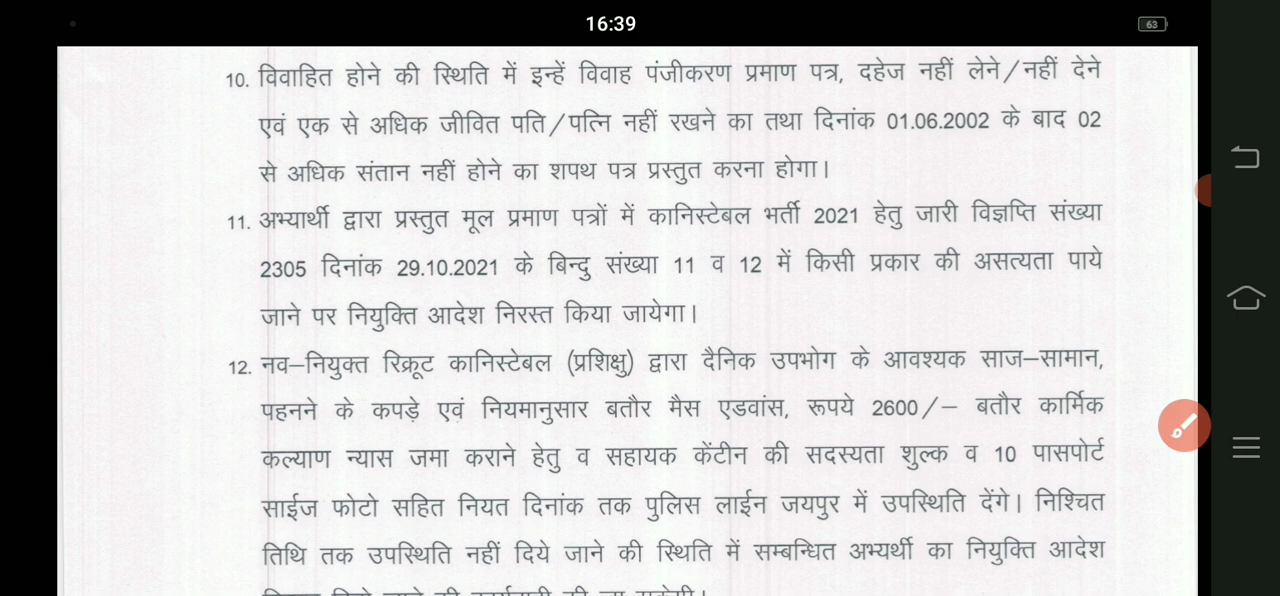 16:39
63
10. विवाहित होने की स्थिति में इन्हें विवाह पंजीकरण प्रमाण पत्र, दहेज नहीं लेने/नहीं देने
एवं एक से अधिक जीवित पति/पत्नि नहीं रखने का तथा दिनांक 01.06.2002 के बाद 02
से अधिक संतान नहीं होने का शपथ पत्र प्रस्तुत करना होगा।
11. अभ्यार्थी द्वारा प्रस्तुत मूल प्रमाण पत्रों में कानिस्टेबल भर्ती 2021 हेतु जारी विज्ञप्ति संख्या
2305 दिनांक 29.10.2021 के बिन्दु संख्या 11 व 12 में किसी प्रकार की असत्यता पाये
जाने पर नियुक्ति आदेश निरस्त किया जायेगा।
12. नव–नियुक्त रिक्रूट कानिस्टेबल (प्रशिक्षु) द्वारा दैनिक उपभोग के आवश्यक साज–सामान,
पहनने के कपड़े एवं नियमानुसार बतौर मैस एडवांस, रूपये 2600/– बतौर कार्मिक
कल्याण न्यास जमा कराने हेतु व सहायक केंटीन की सदस्यता शुल्क व 10 पासपोर्ट
साईज फोटो सहित नियत दिनांक तक पुलिस लाईन जयपुर में उपस्थिति देंगे। निश्चित
तिथि तक उपस्थिति नहीं दिये जाने की स्थिति में सम्बन्धित अभ्यर्थी का नियुक्ति आदेश